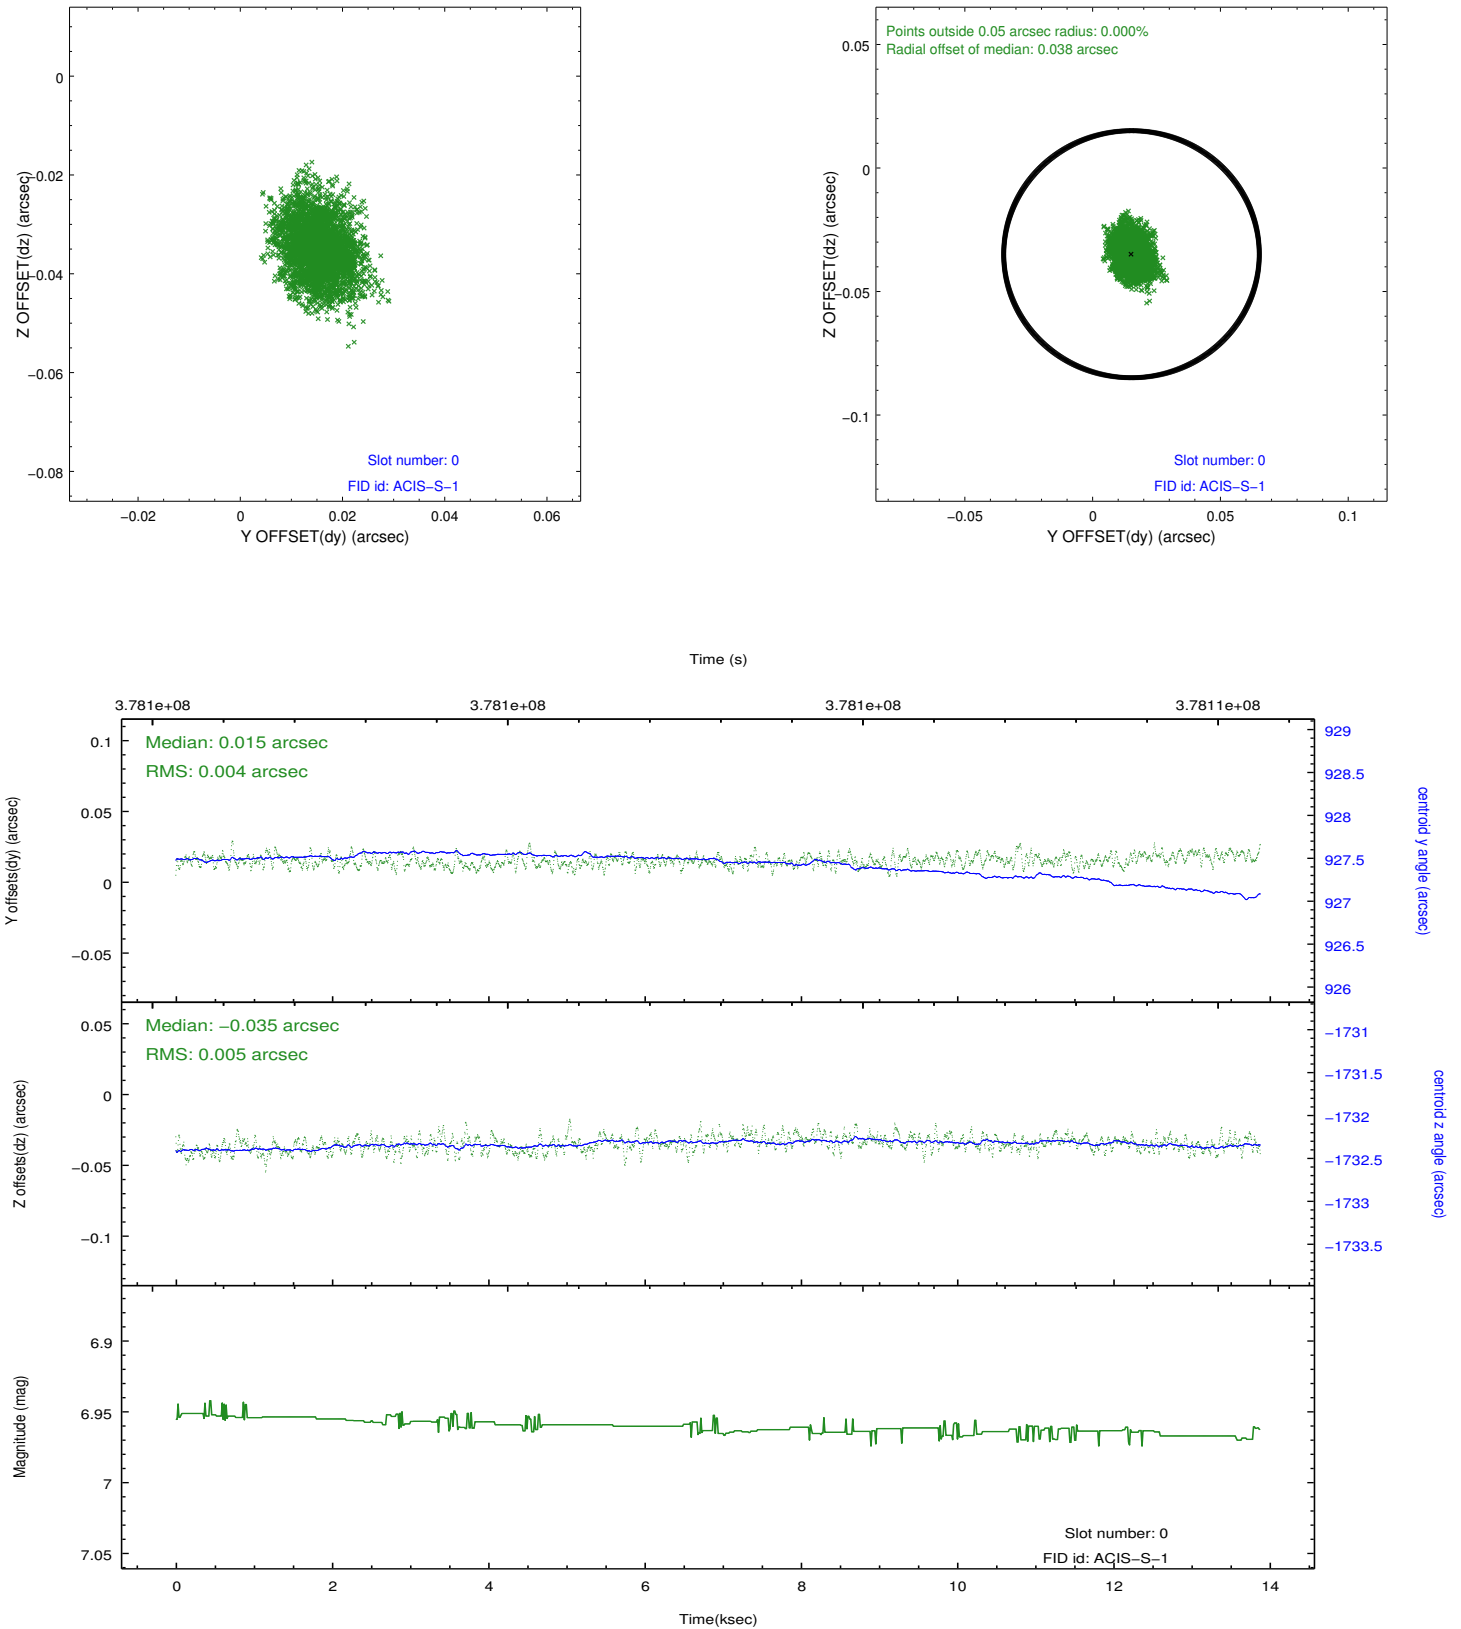 0
−0.02
−0.04
−0.06
−0.08
Z OFFSET(dz) (arcsec)
−0.02
0
0.02
0.04
0.06
Y OFFSET(dy) (arcsec)
Slot number: 0
FID id: ACIS−S−1
Points outside 0.05 arcsec radius: 0.000%
Radial offset of median: 0.038 arcsec
0.05
0
−0.05
−0.1
Z OFFSET(dz) (arcsec)
−0.05
0
0.05
0.1
Y OFFSET(dy) (arcsec)
Slot number: 0
FID id: ACIS−S−1
Time (s)
3.781e+08
3.781e+08
3.781e+08
3.7811e+08
Median: 0.015 arcsec
RMS: 0.004 arcsec
0.1
0.05
0
−0.05
Y offsets(dy) (arcsec)
929
928.5
928
927.5
927
926.5
926
centroid y angle (arcsec)
Median: −0.035 arcsec
RMS: 0.005 arcsec
0.05
0
−0.05
−0.1
Z offsets(dz) (arcsec)
−1731
−1731.5
−1732
−1732.5
−1733
−1733.5
centroid z angle (arcsec)
6.9
6.95
7
7.05
Magnitude (mag)
Slot number: 0
FID id: ACIS−S−1
0
2
4
6
8
10
12
14
Time(ksec)